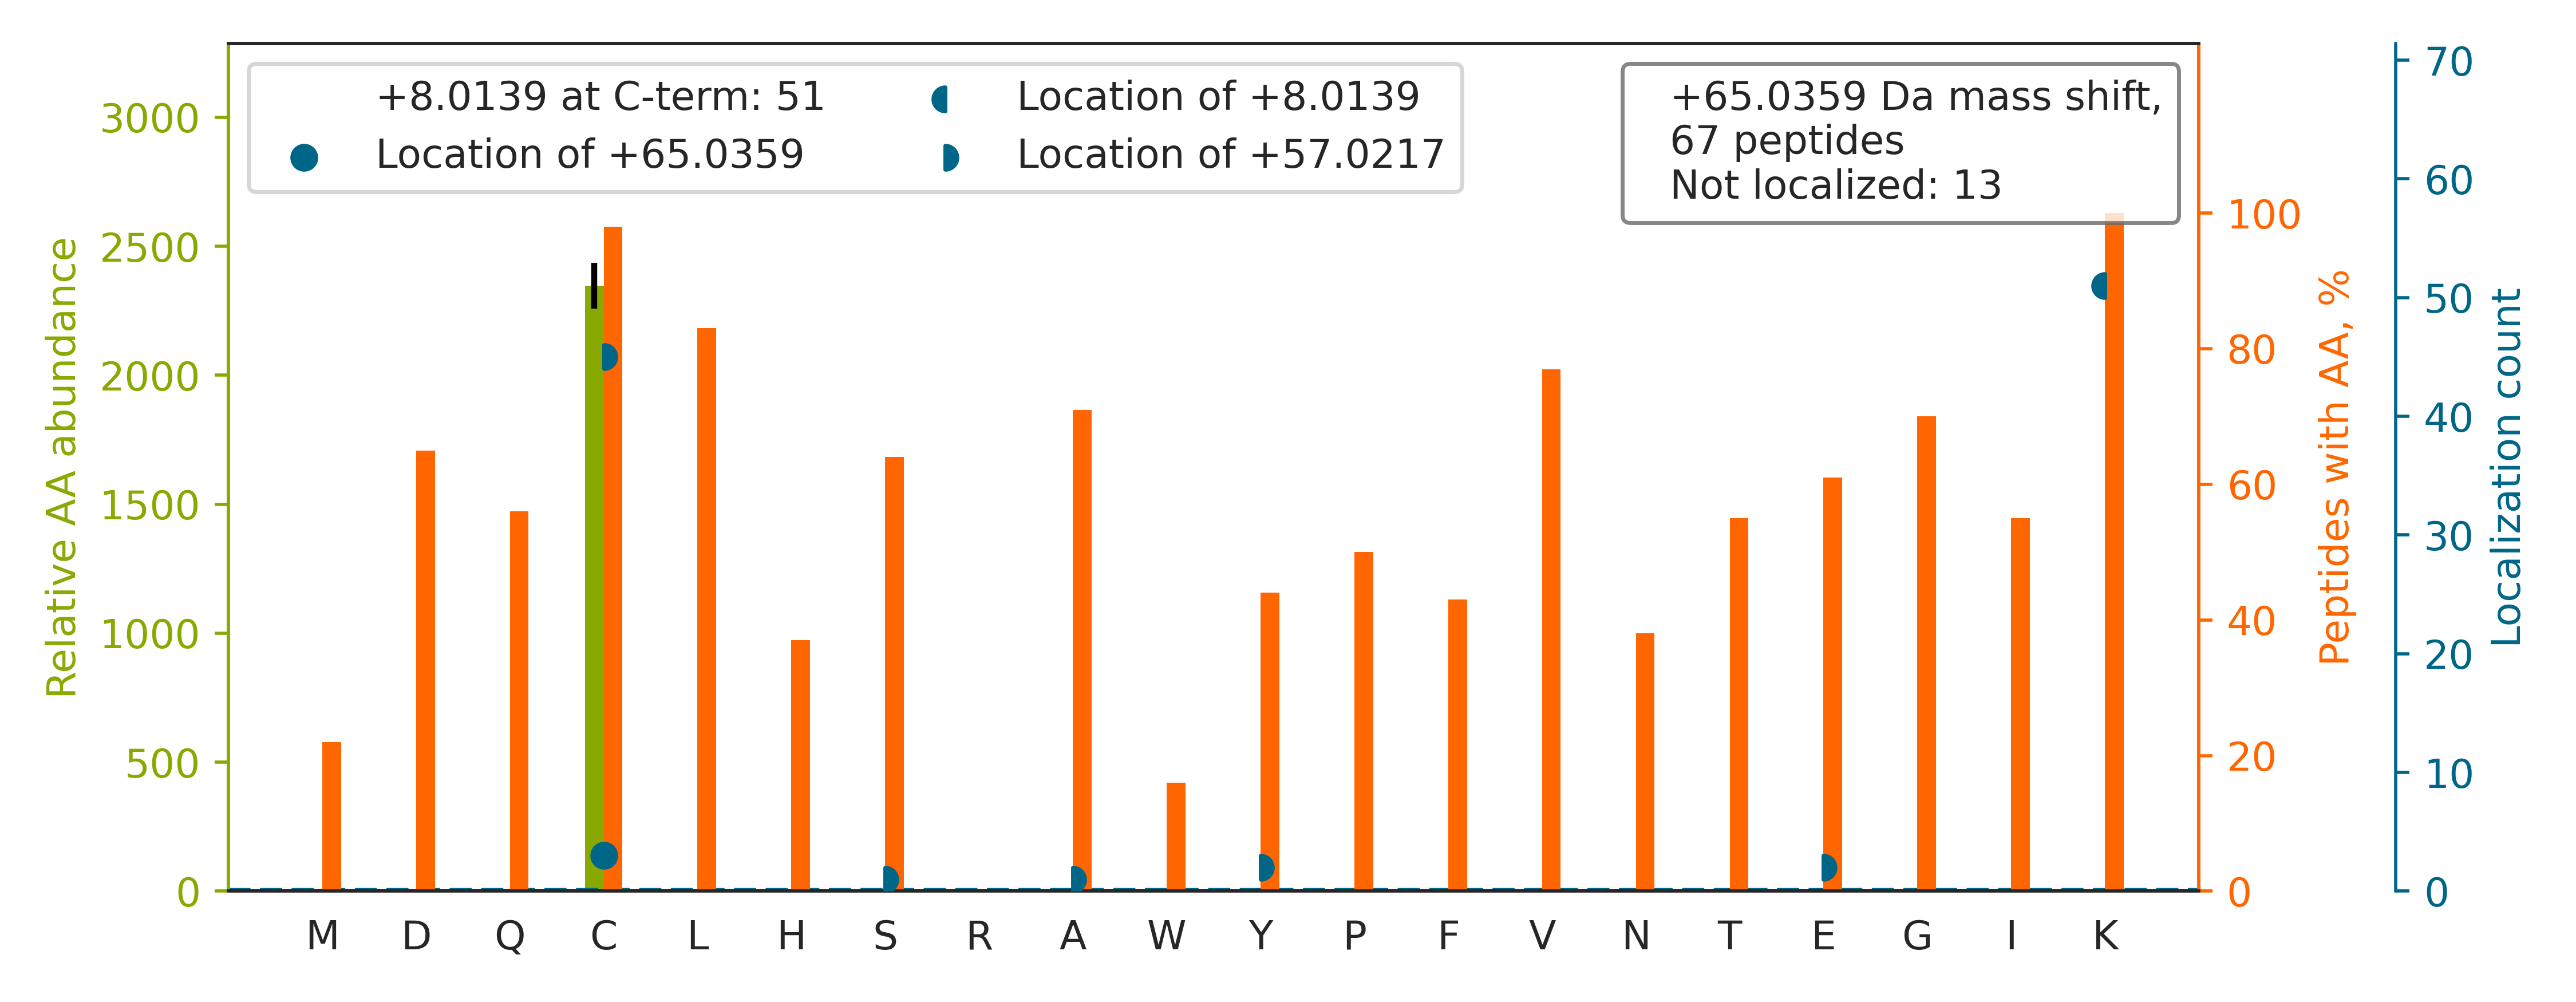 +8.0139 at C-term: 51
Location of +65.0359
Location of +8.0139
Location of +57.0217
+65.0359 Da mass shift,
67 peptides
Not localized: 13
Relative AA abundance
3000
2500
2000
1500
1000
500
0
M D Q C L H S R A W Y P F V N T E G I K
100
80
60
40
20
0
Peptides with AA, %
70
60
50
40
30
20
10
0
Localization count